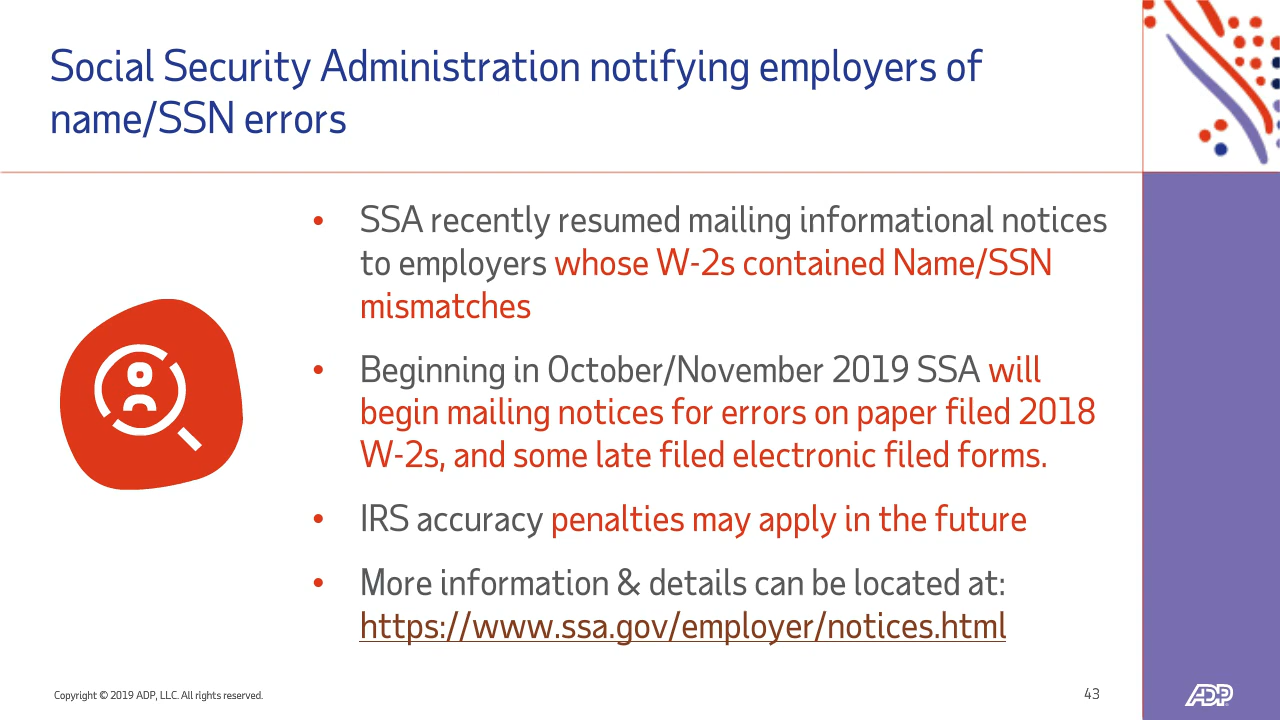 Social Security Administration notifying employers of
name/SSN errors
• SSA recently resumed mailing informational notices
to employers whose W-2s contained Name/SSN
mismatches
• Beginning in October/November 2019 SSA will
begin mailing notices for errors on paper filed 2018
W-2s, and some late filed electronic filed forms.
• IRS accuracy penalties may apply in the future
• More information & details can be located at:
https://www.ssa.gov/employer/notices.html
Copyright © 2019 ADP, LLC. All rights reserved.
43
ADP